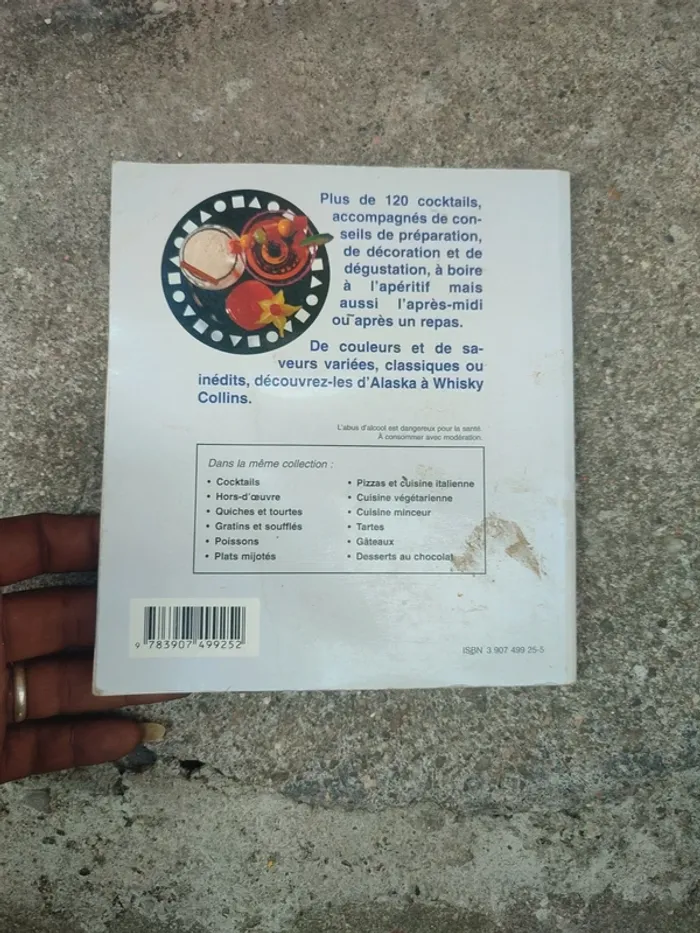 Plus de 120 cocktails,
accompagnés de con-
seils de préparation,
de décoration et de
dégustation, à boire
à l'apéritif mais
aussi l'après-midi
ou après un repas.
De couleurs et de sa-
veurs variées, classiques ou
inédits, découvrez-les d'Alaska à Whisky
Collins.
L'abus d'alcool est dangereux pour la santé.
À consommer avec modération.
Dans la même collection :
• Cocktails
• Hors-d'œuvre
• Quiches et tourtes
• Gratins et soufflés
• Poissons
• Plats mijotés
• Pizzas et cuisine italienne
• Cuisine végétarienne
• Cuisine minceur
• Tartes
• Gâteaux
• Desserts au chocolat
9 783907 499252
ISBN 3 907 499 25-5